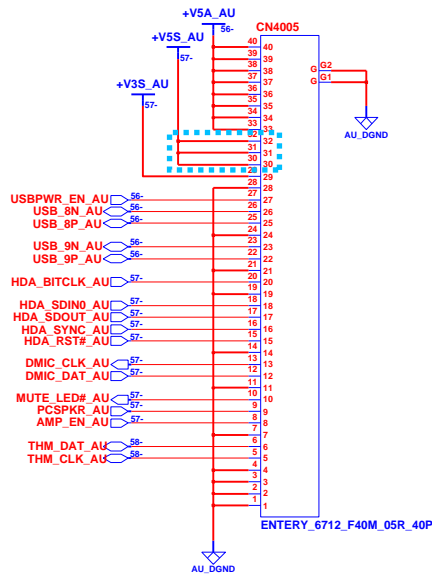 +V5A_AU
CN4005
56-
+V5S_AU
57-
+V3S_AU
57-
40 40
39 39
38 38
37 37
36 36
35 35
34 34
33 33
32 32
31 31
30 30
29 29
28 28
G G2
G G1
AU_DGND
USBPWR_EN_AU 56- 27 27
USB_8N_AU 56- 26 26
USB_8P_AU 56- 25 25
24 24
USB_9N_AU 56- 23 23
USB_9P_AU 56- 22 22
21 21
HDA_BITCLK_AU 57- 20 20
19 19
HDA_SDIN0_AU 57- 18 18
HDA_SDOUT_AU 57- 17 17
HDA_SYNC_AU 57- 16 16
HDA_RST#_AU 57- 15 15
14 14
DMIC_CLK_AU 57- 13 13
DMIC_DAT_AU 57- 12 12
11 11
MUTE_LED#_AU 57- 10 10
PCSPKR_AU 57- 9 9
AMP_EN_AU 57- 8 8
7 7
THM_DAT_AU 58- 6 6
THM_CLK_AU 58- 5 5
4 4
3 3
2 2
1 1
ENTERY_6712_F40M_05R_40P
AU_DGND